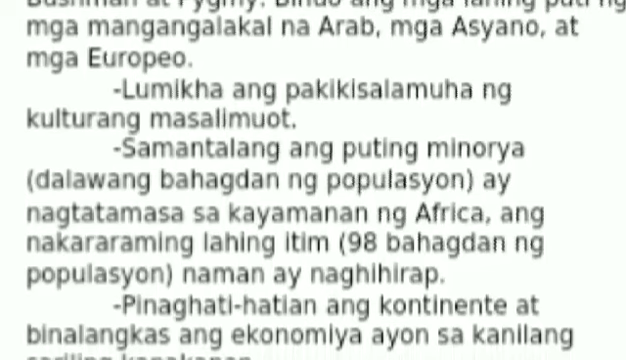 Bushman at Pygmy. Binuo ang mga lahing puti ng
mga mangangalakal na Arab, mga Asyano, at
mga Europeo.
-Lumikha ang pakikisalamuha ng
kulturang masalimuot.
-Samantalang ang puting minorya
(dalawang bahagdan ng populasyon) ay
nagtatamasa sa kayamanan ng Africa, ang
nakararaming lahing itim (98 bahagdan ng
populasyon) naman ay naghihirap.
-Pinaghati-hatian ang kontinente at
binalangkas ang ekonomiya ayon sa kanilang